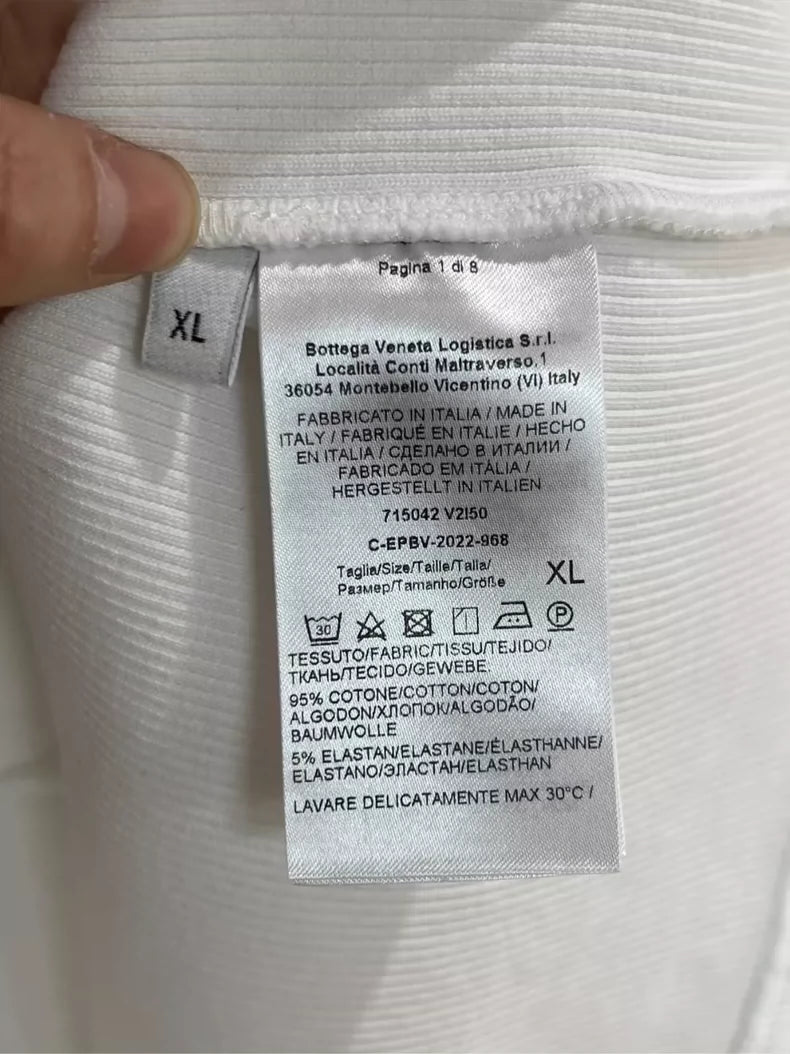 XL
Pagina 1 di 8
Bottega Veneta Logistica S.r.l.
Località Conti Maltraverso,1
36054 Montebello Vicentino (VI) Italy
FABBRICATO IN ITALIA / MADE IN
ITALY / FABRIQUÉ EN ITALIE / HECHO
EN ITALIA / СДЕЛАНО В ИТАЛИИ /
FABRICADO EM ITÁLIA /
HERGESTELLT IN ITALIEN
715042 V2I50
C-EPBV-2022-968
Taglia/Size/Taille/Talla/
Размер/Tamanho/Größe
XL
30 P
TESSUTO/FABRIC/TISSU/TEJIDO/
ТКАНЬ/TECIDO/GEWEBE
95% COTONE/COTTON/COTON/
ALGODON/ХЛОПОК/ALGODÃO/
BAUMWOLLE
5% ELASTAN/ELASTANE/ÉLASTHANNE/
ELASTANO/ЭЛАСТАН/ELASTHAN
LAVARE DELICATAMENTE MAX 30°C /